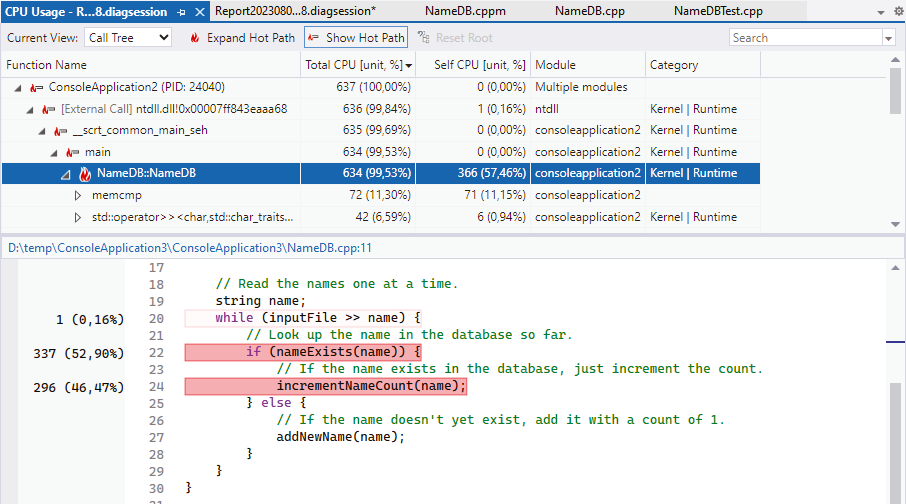 CPU Usage - R...8.diagsession Report2023080...8.diagsession* NameDB.cppm NameDB.cpp NameDBTest.cpp
Current View: Call Tree Expand Hot Path Show Hot Path Reset Root Search
Function Name Total CPU [unit, %] Self CPU [unit, %] Module Category
ConsoleApplication2 (PID: 24040) 637 (100,00%) 0 (0,00%) Multiple modules
[External Call] ntdll.dll!0x00007ff843eaaa68 636 (99,84%) 1 (0,16%) ntdll Kernel | Runtime
__scrt_common_main_seh 635 (99,69%) 0 (0,00%) consoleapplication2 Kernel | Runtime
main 634 (99,53%) 0 (0,00%) consoleapplication2 Kernel | Runtime
NameDB::NameDB 634 (99,53%) 366 (57,46%) consoleapplication2 Kernel | Runtime
memcmp 72 (11,30%) 71 (11,15%) consoleapplication2
std::operator>><char,std::char_traits... 42 (6,59%) 6 (0,94%) consoleapplication2 Kernel | Runtime
D:\temp\ConsoleApplication3\ConsoleApplication3\NameDB.cpp:11
17
18 // Read the names one at a time.
19 string name;
1 (0,16%) 20 while (inputFile >> name) {
21 // Look up the name in the database so far.
337 (52,90%) 22 if (nameExists(name)) {
23 // If the name exists in the database, just increment the count.
296 (46,47%) 24 incrementNameCount(name);
25 } else {
26 // If the name doesn't yet exist, add it with a count of 1.
27 addNewName(name);
28 }
29 }
30 }
31